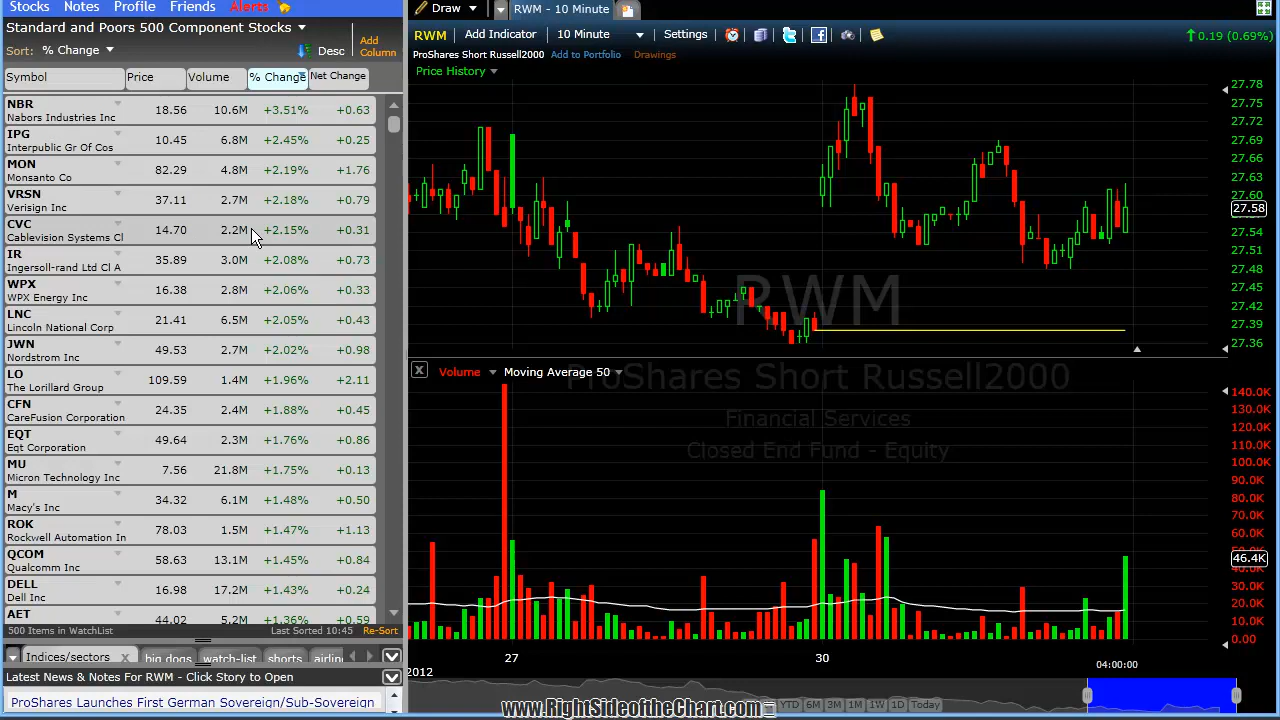 Stocks Notes Profile Friends Alerts
Standard and Poors 500 Component Stocks
Sort: % Change Desc Add Column
Symbol Price Volume % Change Net Change
NBR 18.56 10.6M +3.51% +0.63
Nabors Industries Inc
IPG 10.45 6.8M +2.45% +0.25
Interpublic Gr Of Cos
MON 82.29 4.8M +2.19% +1.76
Monsanto Co
VRSN 37.11 2.7M +2.18% +0.79
Verisign Inc
CVC 14.70 2M +2.15% +0.31
Cablevision Systems Cl
IR 35.89 3.0M +2.08% +0.73
Ingersoll-rand Ltd Cl A
WPX 16.38 1.8M +2.06% +0.33
WPX Energy Inc
LNC 21.41 6.5M +2.05% +0.43
Lincoln National Corp
JWN 49.53 2.7M +2.02% +0.98
Nordstrom Inc
LO 109.59 1.4M +1.96% +2.11
The Lorillard Group
CFN 24.35 2.4M +1.88% +0.45
CareFusion Corporation
EQT 49.64 2.3M +1.76% +0.86
Eqt Corporation
MU 7.56 21.8M +1.75% +0.13
Micron Technology Inc
M 34.32 6.1M +1.48% +0.50
Macy's Inc
ROK 78.03 1.5M +1.47% +1.13
Rockwell Automation In
QCOM 58.63 13.1M +1.45% +0.84
Qualcomm Inc
DELL 16.98 17.2M +1.43% +0.24
Dell Inc
AET 44.02 5.2M +1.36% +0.59
500 Items in WatchList Last Sorted 10:45 Re-Sort
Indices/sectors X big dogs watch-list shorts
Latest News & Notes For RWM - Click Story to Open
ProShares Launches First German Sovereign/Sub-Sovereign
Draw RWM - 10 Minute
RWM Add Indicator 10 Minute Settings 0.19 (0.69%)
ProShares Short Russell2000 Add to Portfolio Drawings
Price History
27.78
27.75
27.72
27.69
27.66
27.63
27.60
27.58
27.54
27.51
27.48
27.45
27.42
27.39
27.36
RWM
X Volume Moving Average 50
ProShares Short Russell2000
Financial Services
Closed End Fund - Equity
140.0K
130.0K
120.0K
110.0K
100.0K
90.0K
80.0K
70.0K
60.0K
46.4K
30.0K
20.0K
10.0K
0.00
2012 27 30 04:00:00
YTD 6M 3M 1M 1W 1D Today
www.RightSideoftheChart.com